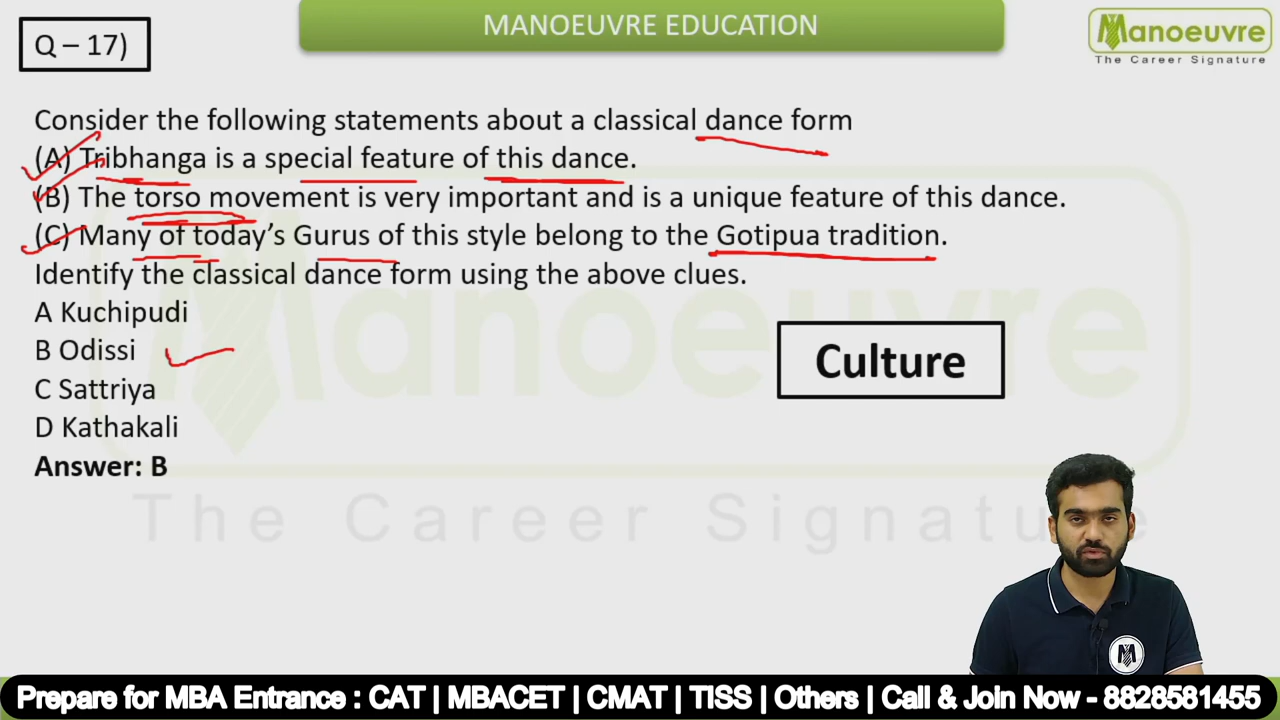 Q – 17)
MANOEUVRE EDUCATION
Manoeuvre
The Career Signature
Consider the following statements about a classical dance form
(A) Tribhanga is a special feature of this dance.
(B) The torso movement is very important and is a unique feature of this dance.
(C) Many of today’s Gurus of this style belong to the Gotipua tradition.
Identify the classical dance form using the above clues.
A Kuchipudi
B Odissi
C Sattriya
D Kathakali
Answer: B
Culture
Manoeuvre
The Career Signature
M
Prepare for MBA Entrance : CAT | MBACET | CMAT | TISS | Others | Call & Join Now - 8828581455